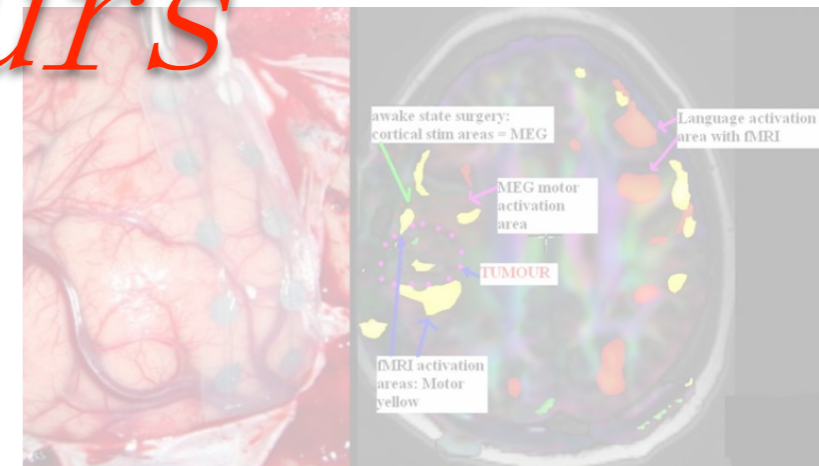 urs
awake state surgery:
cortical stim areas = MEG
Language activation
area with fMRI
MEG motor
activation
area
TUMOUR
fMRI activation
areas: Motor
yellow